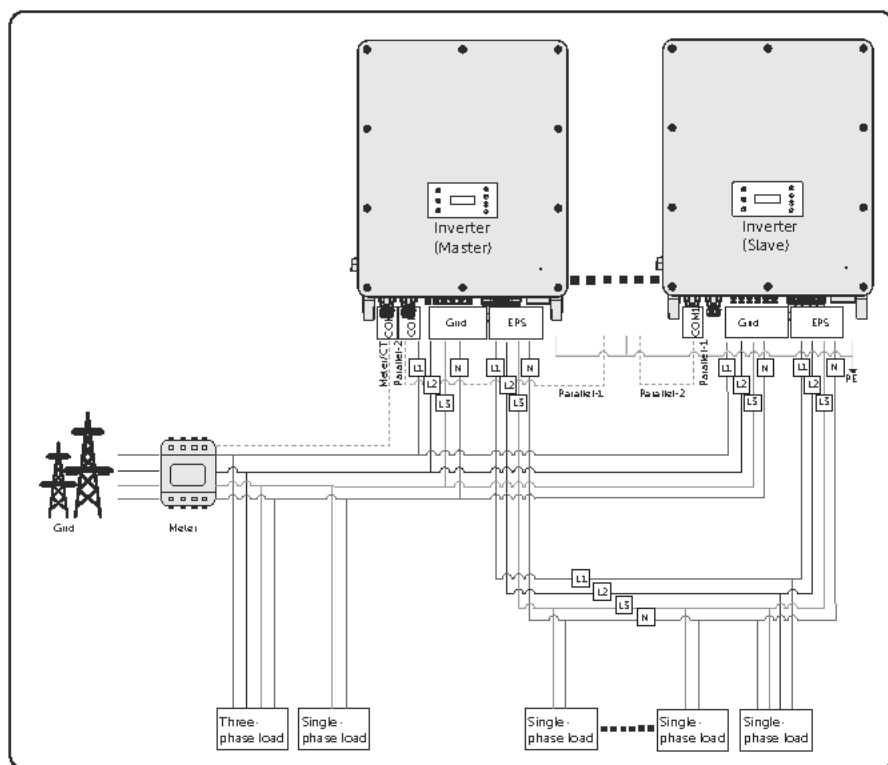 Inverter
(Master)
Inverter
(Slave)
Meter/CT
COM
Parallel-2
Grid
EPS
COM1
Parallel-1
Grid
EPS
L1
L2
L3
N
L1
L2
L3
N
Parallel-1
Parallel-2
L1
L2
L3
N
L1
L2
L3
N
PE
Grid
Meter
L1
L2
L3
N
Three-
phase load
Single-
phase load
Single-
phase load
Single-
phase load
Single-
phase load